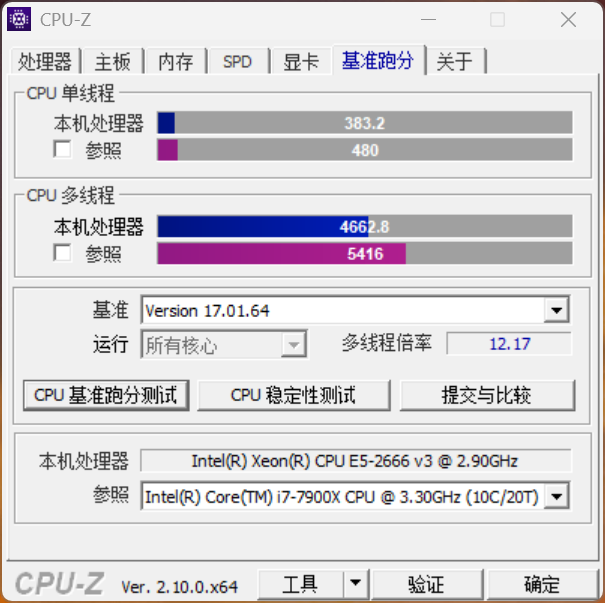 CPU-Z
处理器 主板 内存 SPD 显卡 基准跑分 关于
CPU 单线程
本机处理器 383.2
参照 480
CPU 多线程
本机处理器 4662.8
参照 5416
基准 Version 17.01.64
运行 所有核心 多线程倍率 12.17
CPU 基准跑分测试 CPU 稳定性测试 提交与比较
本机处理器 Intel(R) Xeon(R) CPU E5-2666 v3 @ 2.90GHz
参照 Intel(R) Core(TM) i7-7900X CPU @ 3.30GHz (10C/20T)
CPU-Z Ver. 2.10.0.x64 工具 验证 确定